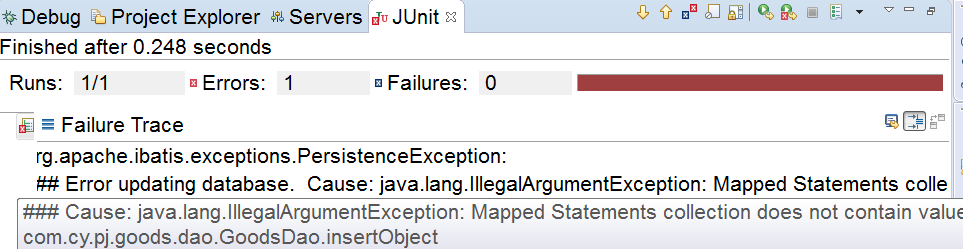 Debug Project Explorer Servers JUnit
Finished after 0.248 seconds
Runs: 1/1 Errors: 1 Failures: 0
Failure Trace
rg.apache.ibatis.exceptions.PersistenceException:
## Error updating database. Cause: java.lang.IllegalArgumentException: Mapped Statements colle
### Cause: java.lang.IllegalArgumentException: Mapped Statements collection does not contain value
com.cy.pj.goods.dao.GoodsDao.insertObject